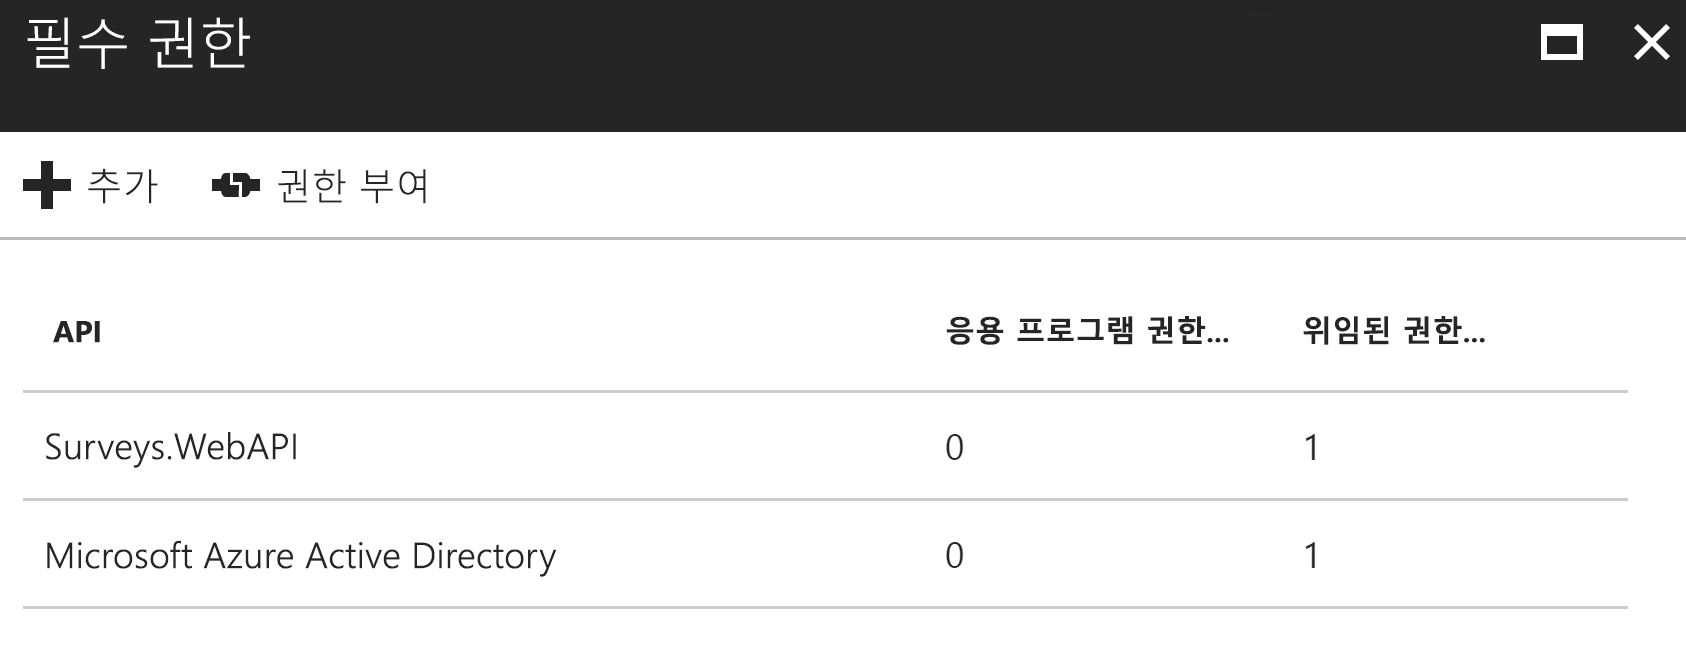 필수 권한
추가 권한 부여
API 응용 프로그램 권한... 위임된 권한...
Surveys.WebAPI 0 1
Microsoft Azure Active Directory 0 1